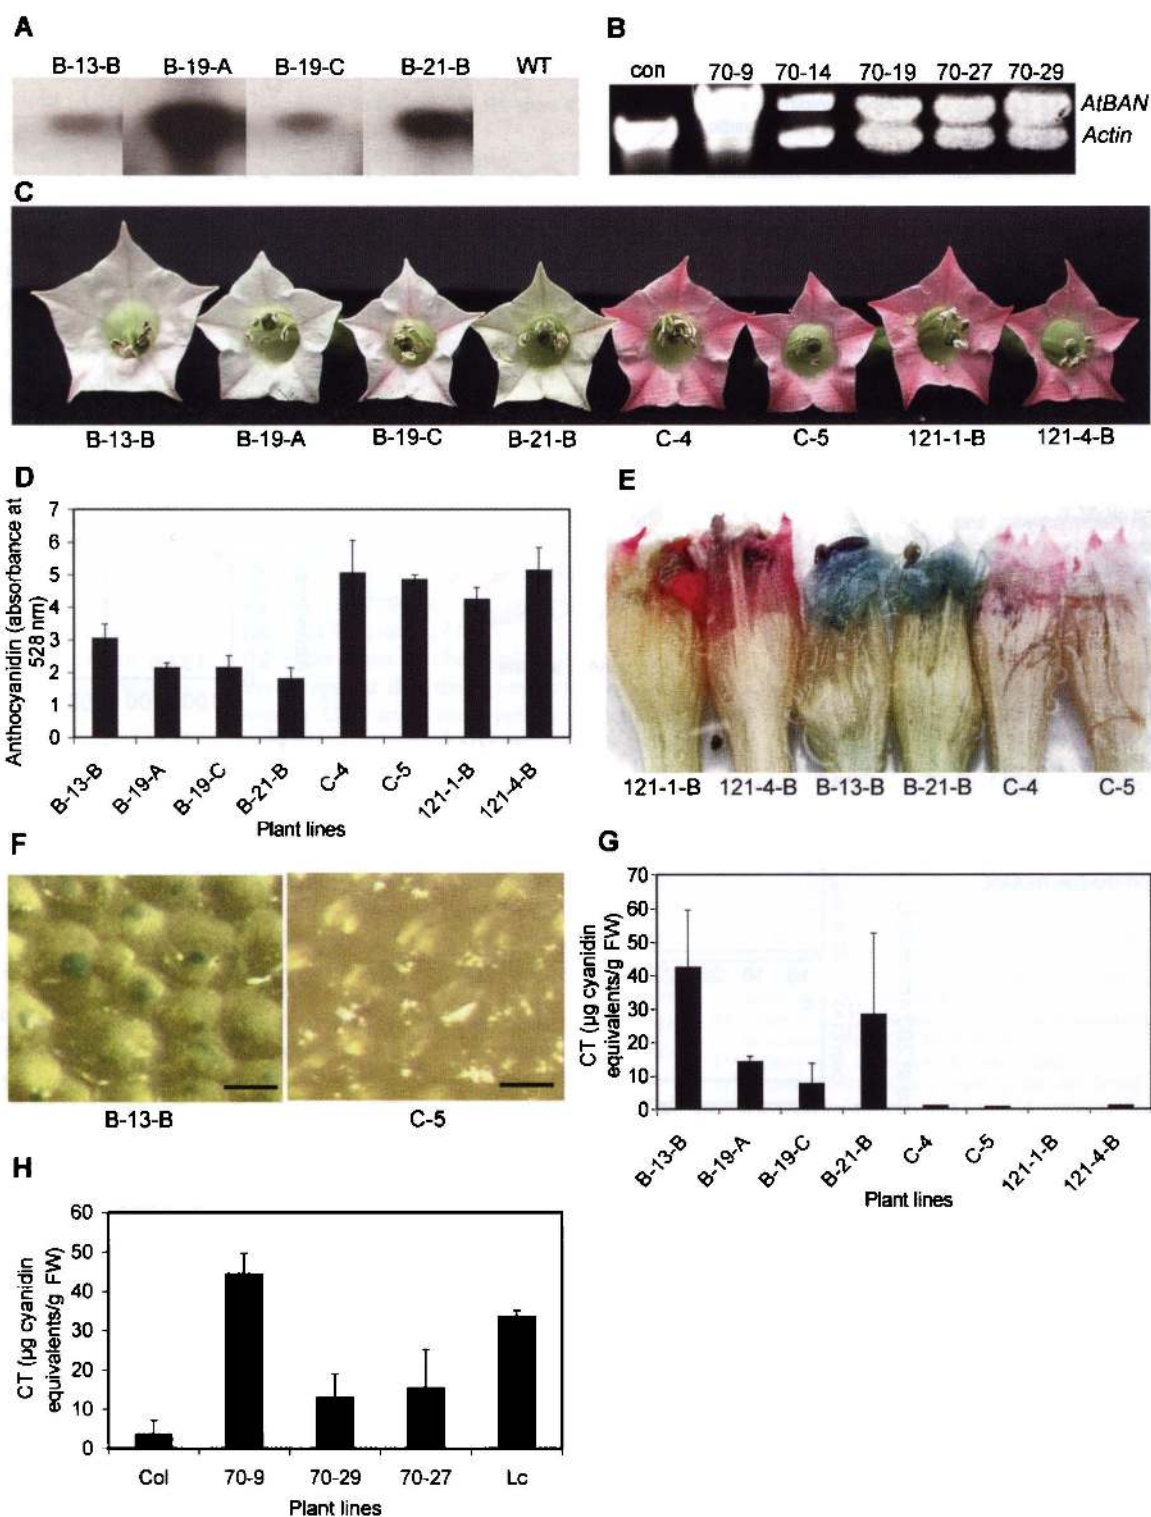 A
B-13-B B-19-A B-19-C B-21-B WT
B
con 70-9 70-14 70-19 70-27 70-29
AtBAN
Actin
C
B-13-B B-19-A B-19-C B-21-B C-4 C-5 121-1-B 121-4-B
D
Anthocyanidin (absorbance at
528 nm)
7
6
5
4
3
2
1
0
B-13-B B-19-A B-19-C B-21-B C-4 C-5 121-1-B 121-4-B
Plant lines
E
121-1-B 121-4-B B-13-B B-21-B C-4 C-5
F
B-13-B C-5
G
CT (µg cyanidin
equivalents/g FW)
70
60
50
40
30
20
10
0
B-13-B B-19-A B-19-C B-21-B C-4 C-5 121-1-B 121-4-B
Plant lines
H
CT (µg cyanidin
equivalents/g FW)
60
50
40
30
20
10
0
Col 70-9 70-29 70-27 Lc
Plant lines